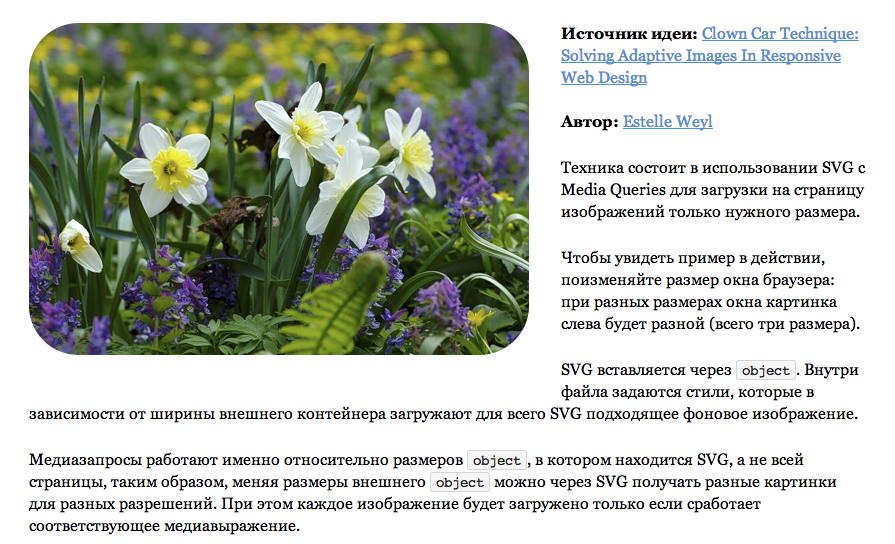 Источник идеи: Clown Car Technique:
Solving Adaptive Images In Responsive
Web Design
Автор: Estelle Weyl
Техника состоит в использовании SVG с
Media Queries для загрузки на страницу
изображений только нужного размера.
Чтобы увидеть пример в действии,
поизменяйте размер окна браузера:
при разных размерах окна картинка
слева будет разной (всего три размера).
SVG вставляется через object. Внутри
файла задаются стили, которые в
зависимости от ширины внешнего контейнера загружают для всего SVG подходящее фоновое изображение.
Медиазапросы работают именно относительно размеров object, в котором находится SVG, а не всей
страницы, таким образом, меняя размеры внешнего object можно через SVG получать разные картинки
для разных разрешений. При этом каждое изображение будет загружено только если сработает
соответствующее медиавыражение.